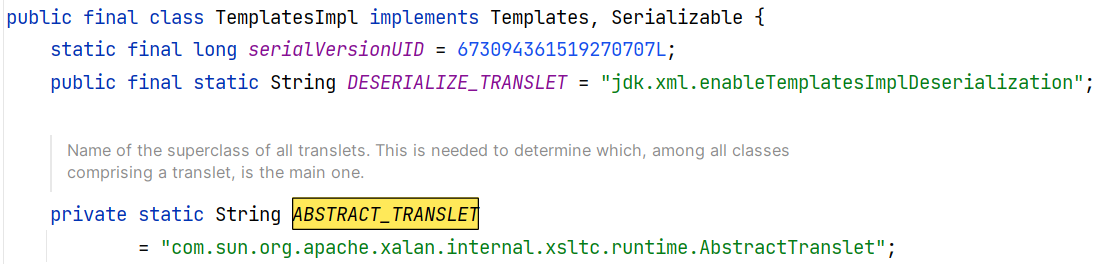 public final class TemplatesImpl implements Templates, Serializable {
static final long serialVersionUID = 673094361519270707L;
public final static String DESERIALIZE_TRANSLET = "jdk.xml.enableTemplatesImplDeserialization";
Name of the superclass of all translets. This is needed to determine which, among all classes
comprising a translet, is the main one.
private static String ABSTRACT_TRANSLET
= "com.sun.org.apache.xalan.internal.xsltc.runtime.AbstractTranslet";